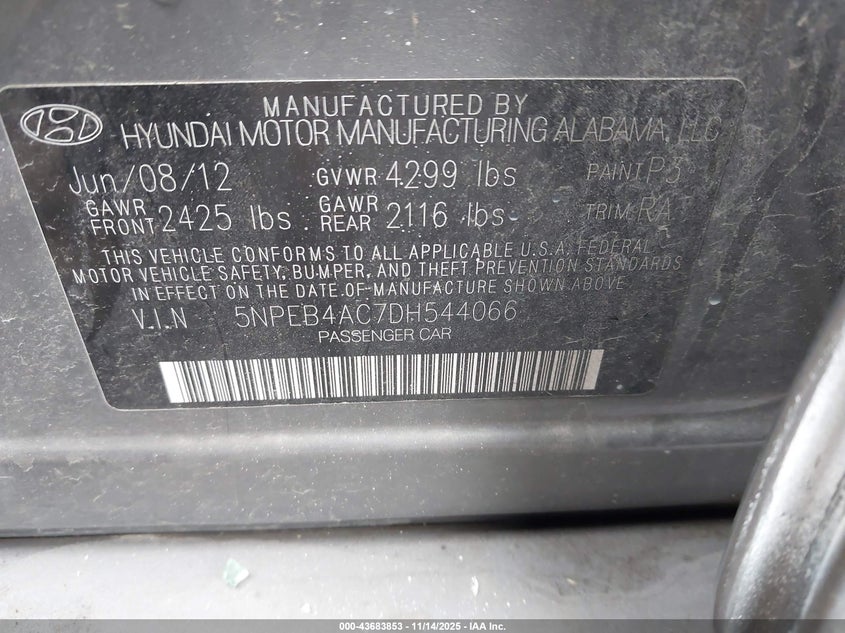 MANUFACTURED BY
HYUNDAI MOTOR MANUFACTURING ALABAMA, LLC
Jun/08/12 GVWR 4299 lbs PAINT P3
GAWR FRONT 2425 lbs GAWR REAR 2116 lbs TRIM RA
THIS VEHICLE CONFORMS TO ALL APPLICABLE U.S.A. FEDERAL
MOTOR VEHICLE SAFETY, BUMPER, AND THEFT PREVENTION STANDARDS
IN EFFECT ON THE DATE OF MANUFACTURE SHOWN ABOVE
V.I.N 5NPEB4AC7DH544066
PASSENGER CAR
000-43683853 - 11/14/2025 - IAA Inc.